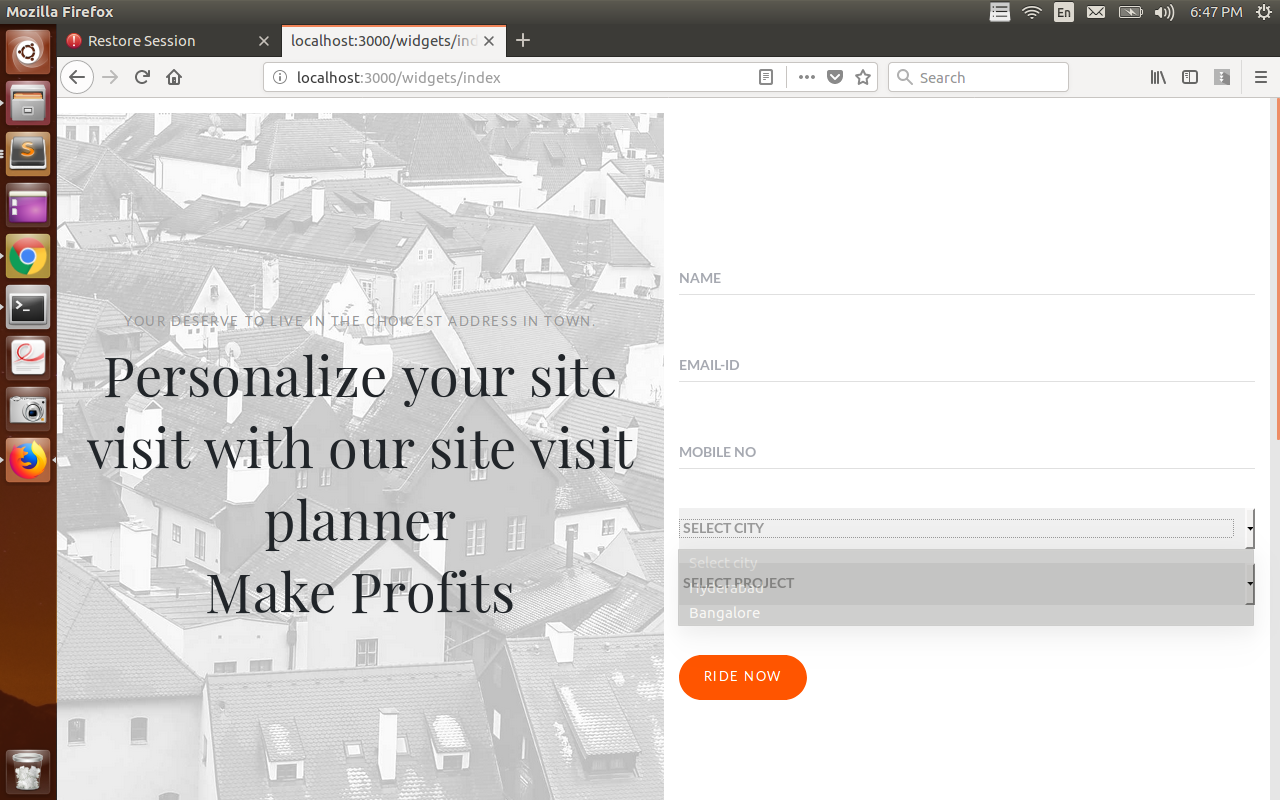 Mozilla Firefox
En
6:47 PM
Restore Session
localhost:3000/widgets/ind
localhost:3000/widgets/index
Search
YOUR DESERVE TO LIVE IN THE CHOICEST ADDRESS IN TOWN.
Personalize your site
visit with our site visit
planner
Make Profits
NAME
EMAIL-ID
MOBILE NO
SELECT CITY
Select city
SELECT PROJECT
Hyderabad
Bangalore
RIDE NOW